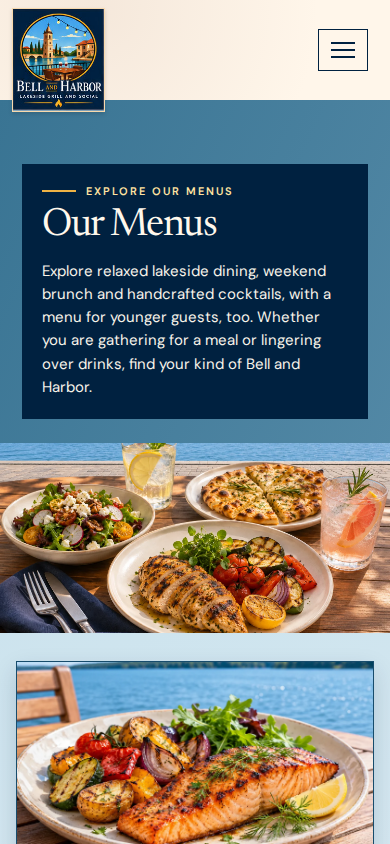 BELL AND HARBOR
LAKESIDE GRILL AND SOCIAL
EXPLORE OUR MENUS
Our Menus
Explore relaxed lakeside dining, weekend
brunch and handcrafted cocktails, with a
menu for younger guests, too. Whether
you are gathering for a meal or lingering
over drinks, find your kind of Bell and
Harbor.